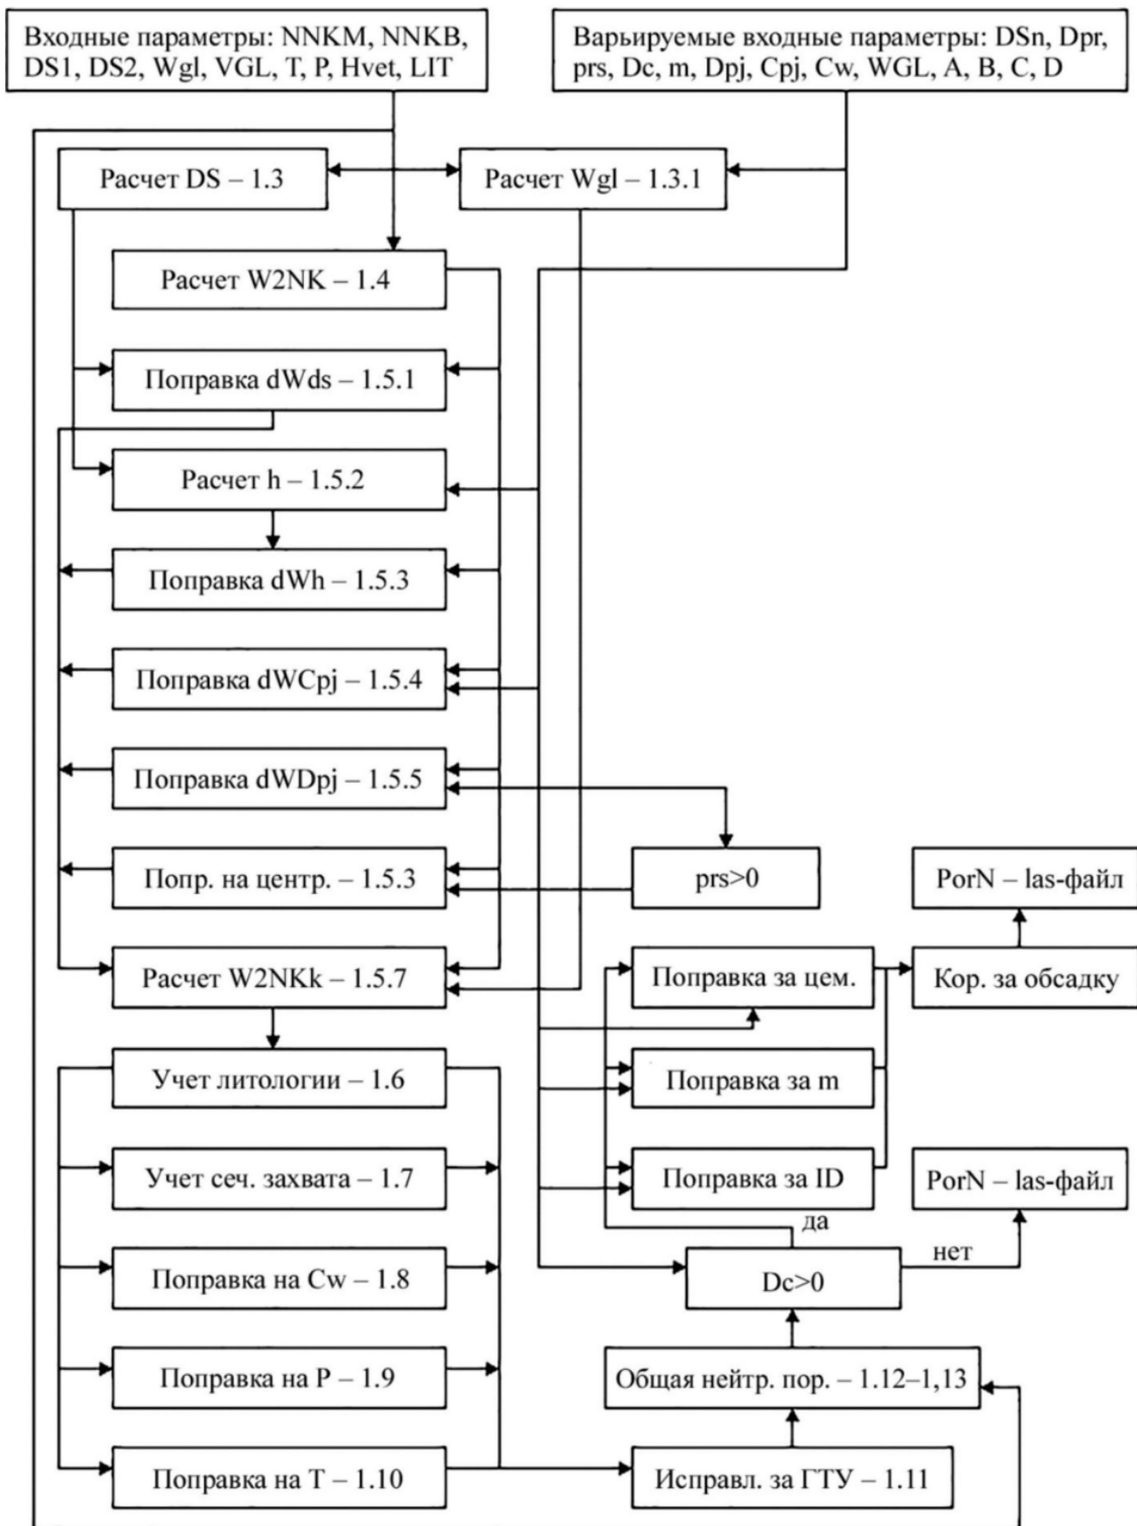 Входные параметры: NNKM, NNKB,
DS1, DS2, Wgl, VGL, T, P, Hvet, LIT
Варьируемые входные параметры: DSn, Dpr,
prs, Dc, m, Dpj, Cpj, Cw, WGL, A, B, C, D
Расчет DS – 1.3
Расчет Wgl – 1.3.1
Расчет W2NK – 1.4
Поправка dWds – 1.5.1
Расчет h – 1.5.2
Поправка dWh – 1.5.3
Поправка dWCpj – 1.5.4
Поправка dWDpj – 1.5.5
Попр. на центр. – 1.5.3
prs>0
PorN – las-файл
Расчет W2NKk – 1.5.7
Поправка за цем.
Кор. за обсадку
Учет литологии – 1.6
Поправка за m
Учет сеч. захвата – 1.7
Поправка за ID
PorN – las-файл
да
нет
Поправка на Cw – 1.8
Dc>0
Поправка на P – 1.9
Общая нейтр. пор. – 1.12–1,13
Поправка на T – 1.10
Исправл. за ГТУ – 1.11